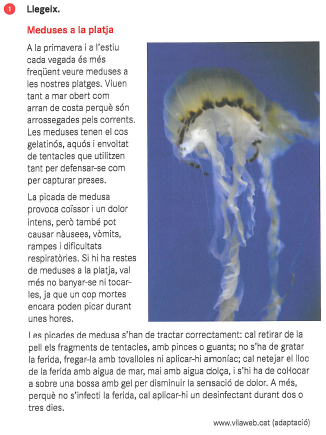 1 Llegeix.
Meduses a la platja
A la primavera i a l'estiu
cada vegada és més
freqüent veure meduses a
les nostres platges. Viuen
tant a mar obert com
arran de costa perquè són
arrossegades pels corrents.
Les meduses tenen el cos
gelatinós, aquós i envoltat
de tentacles que utilitzen
tant per defensar-se com
per capturar preses.
La picada de medusa
provoca coïssor i un dolor
intens, però també pot
causar nàusees, vòmits,
rampes i dificultats
respiratòries. Si hi ha restes
de meduses a la platja, val
més no banyar-se ni tocar-
les, ja que un cop mortes
encara poden picar durant
unes hores.
Les picades de medusa s'han de tractar correctament: cal retirar de la
pell els fragments de tentacles, amb pinces o guants; no s'ha de gratar
la ferida, fregar-la amb tovalloles ni aplicar-hi amoníac; cal netejar el lloc
de la ferida amb aigua de mar, mai amb aigua dolça, i s'hi ha de col·locar
a sobre una bossa amb gel per disminuir la sensació de dolor. A més,
perquè no s'infecti la ferida, cal aplicar-hi un desinfectant durant dos o
tres dies.
www.vilaweb.cat (adaptació)